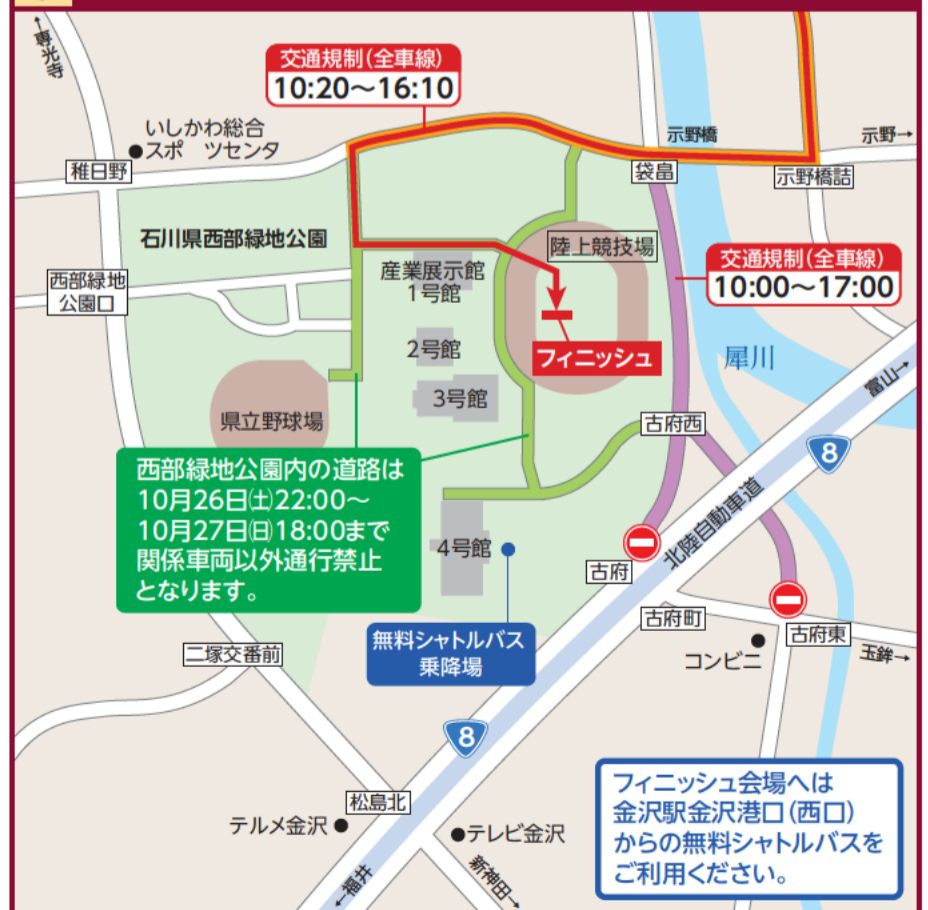 ←専光寺
交通規制(全車線)
10:20～16:10
いしかわ総合
スポーツセンタ
稚日野
示野橋
示野→
袋畠
示野橋詰
石川県西部緑地公園
陸上競技場
西部緑地
公園口
産業展示館
1号館
交通規制(全車線)
10:00～17:00
2号館
フィニッシュ
犀川
3号館
富山→
県立野球場
古府西
8
西部緑地公園内の道路は
10月26日㈯22:00～
10月27日㈰18:00まで
関係車両以外通行禁止
となります。
北陸自動車道
4号館
古府
古府町
古府東
無料シャトルバス
乗降場
コンビニ
玉鉾→
二塚交番前
8
フィニッシュ会場へは
金沢駅金沢港口(西口)
からの無料シャトルバスを
ご利用ください。
松島北
テルメ金沢
テレビ金沢
←福井
新神田→